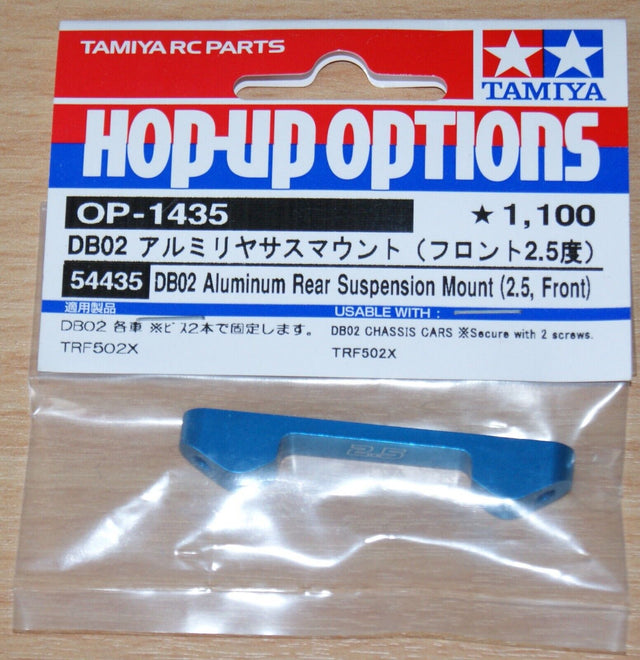 TAMIYA RC PARTS
TAMIYA
HOP-UP OPTIONS
OP-1435
★ 1,100
DB02 アルミリヤサスマウント（フロント2.5度）
54435 DB02 Aluminum Rear Suspension Mount (2.5, Front)
適用製品
USABLE WITH :
DB02 各車 ※ビス2本で固定します。
TRF502X
DB02 CHASSIS CARS ※Secure with 2 screws.
TRF502X
2.5